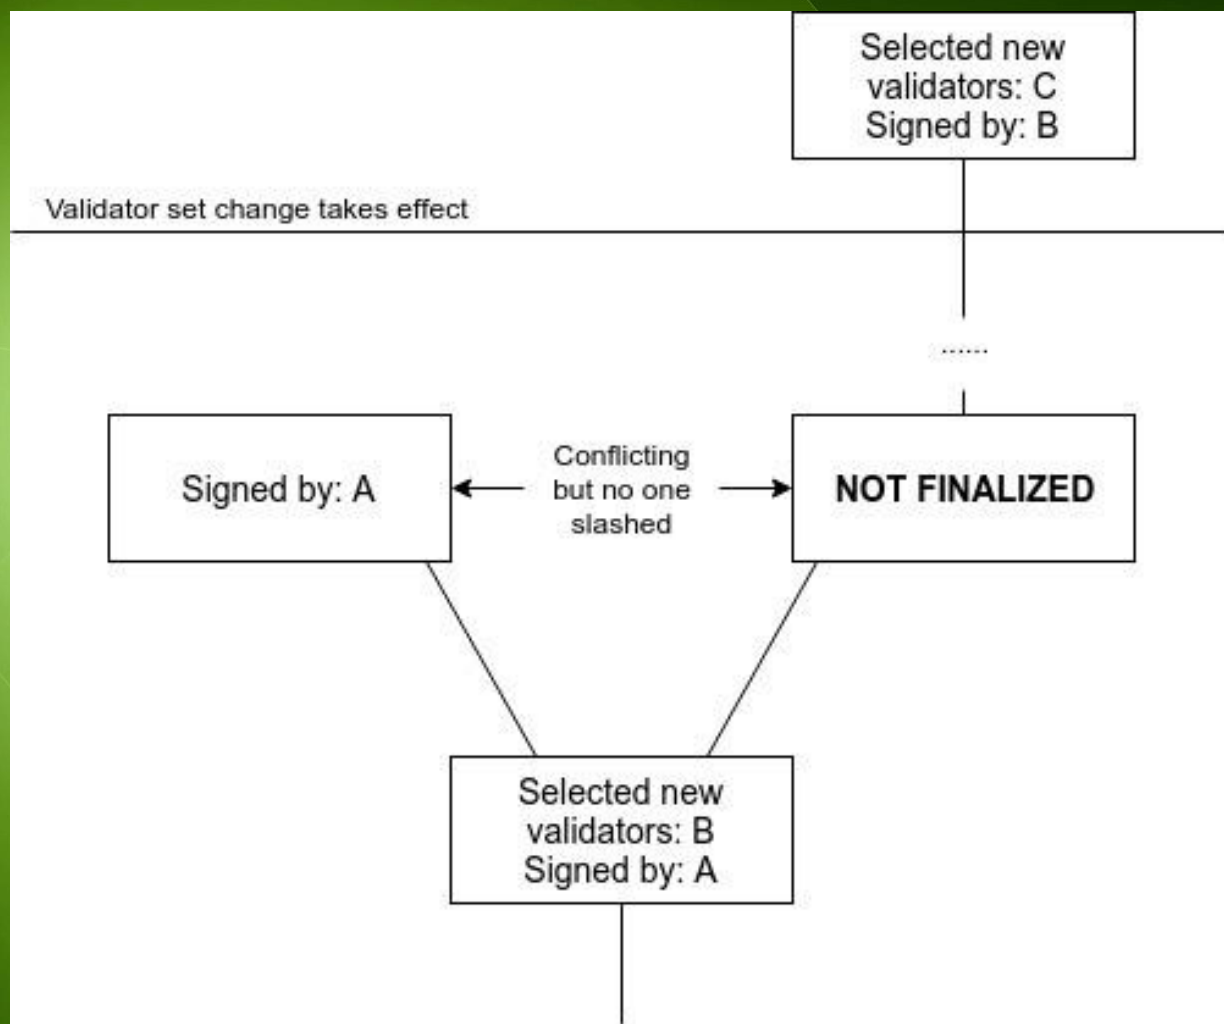 Selected new
validators: C
Signed by: B
Validator set change takes effect
......
Signed by: A
Conflicting
but no one
slashed
NOT FINALIZED
Selected new
validators: B
Signed by: A